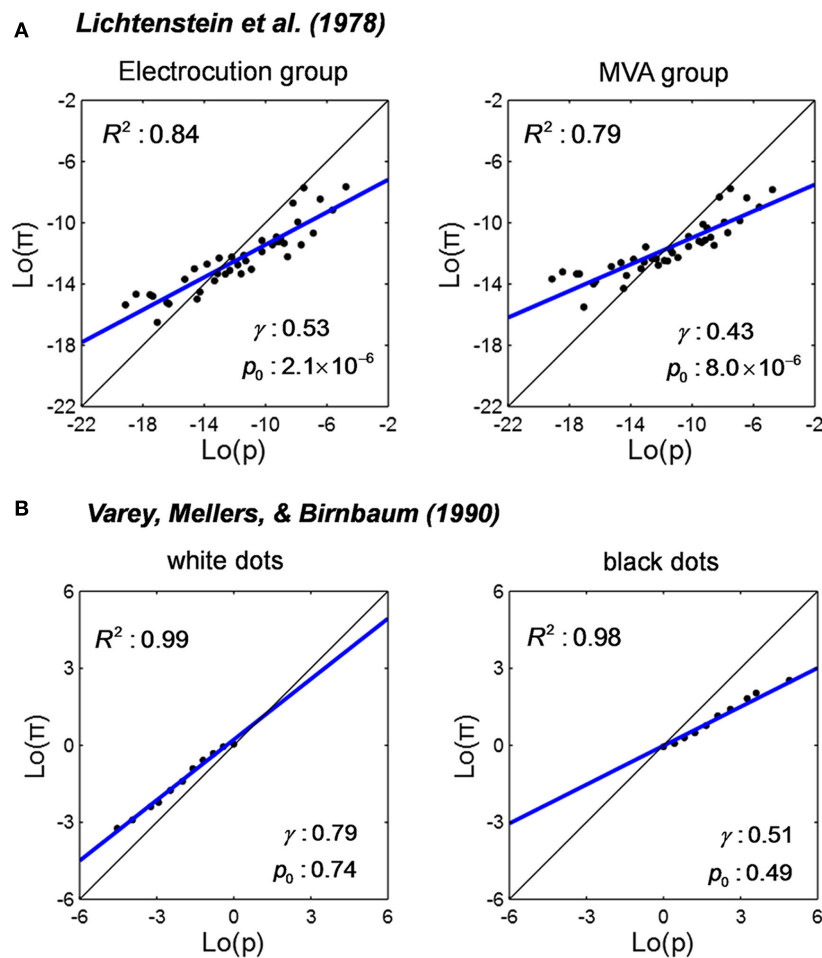 A
Lichtenstein et al. (1978)
Electrocution group
MVA group
R² : 0.84
R² : 0.79
-2
-6
-10
-14
-18
-22
Lo(π)
-2
-6
-10
-14
-18
-22
Lo(π)
γ : 0.53
p₀ : 2.1×10⁻⁶
γ : 0.43
p₀ : 8.0×10⁻⁶
-22 -18 -14 -10 -6 -2
-22 -18 -14 -10 -6 -2
Lo(p)
Lo(p)
B
Varey, Mellers, & Birnbaum (1990)
white dots
black dots
R² : 0.99
R² : 0.98
6
3
0
-3
-6
Lo(π)
6
3
0
-3
-6
Lo(π)
γ : 0.79
p₀ : 0.74
γ : 0.51
p₀ : 0.49
-6 -3 0 3 6
-6 -3 0 3 6
Lo(p)
Lo(p)